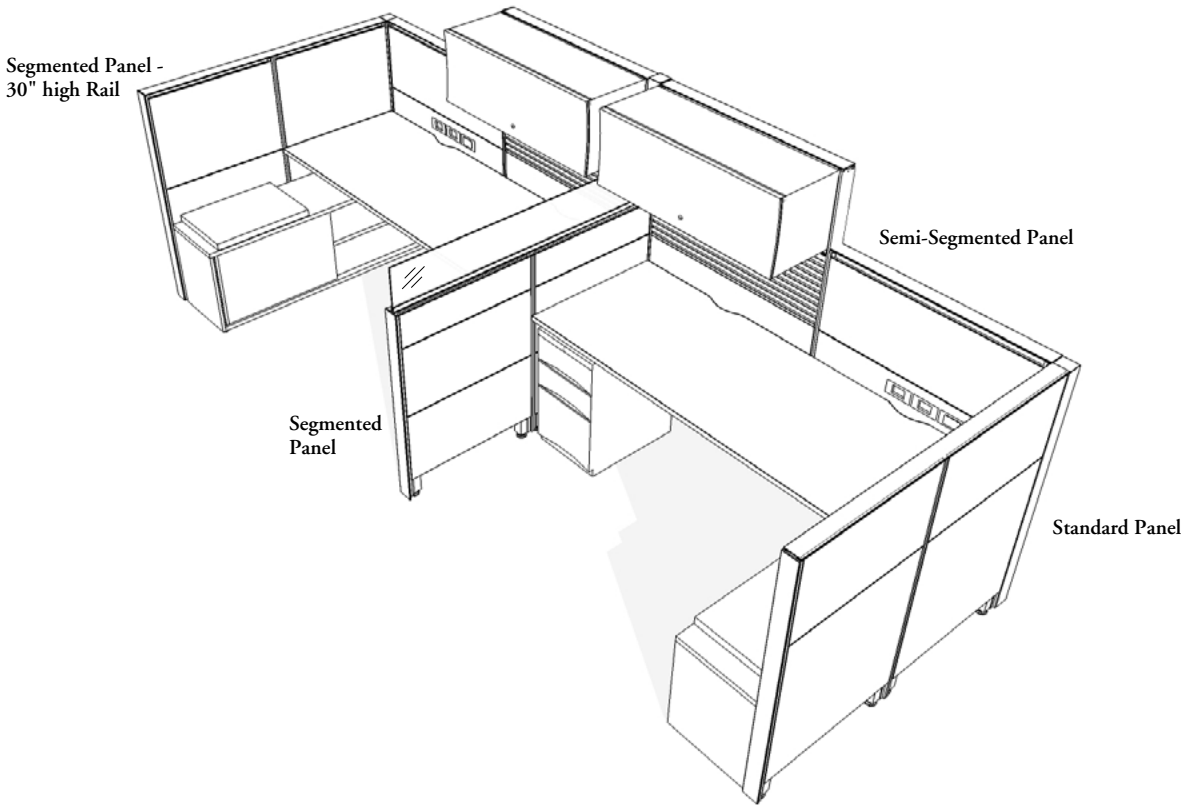 Segmented Panel -
30" high Rail
Semi-Segmented Panel
Segmented
Panel
Standard Panel